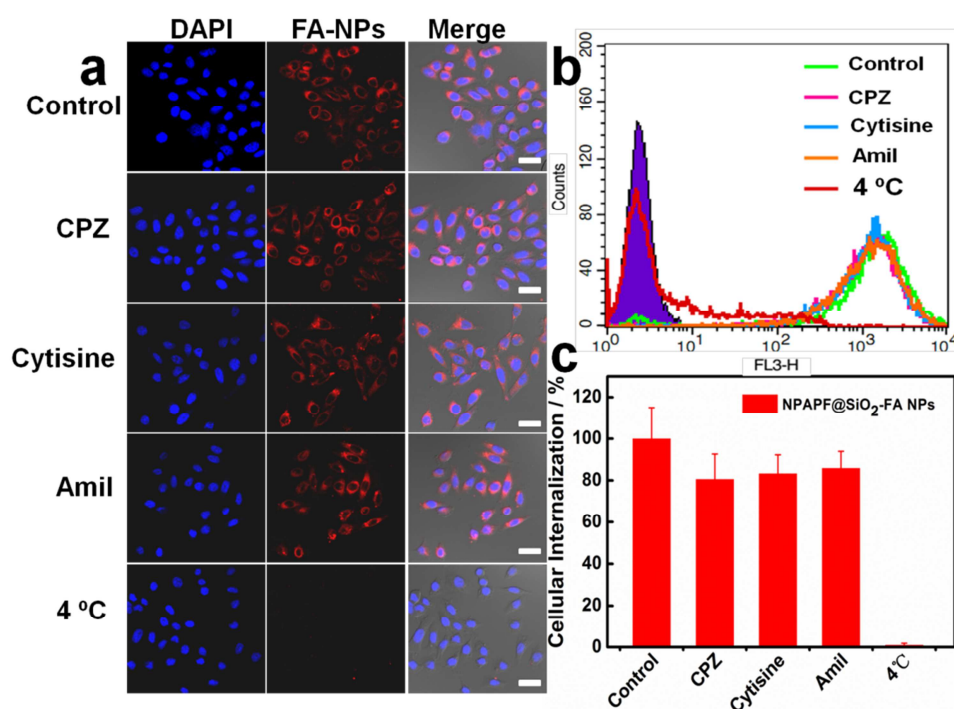 a
DAPI FA-NPs Merge
Control
CPZ
Cytisine
Amil
4 ºC
b
Counts
200
160
120
80
40
0
Control
CPZ
Cytisine
Amil
4 ºC
10⁰ 10¹ 10² 10³ 10⁴
FL3-H
c
Cellular Internalization / %
120
100
80
60
40
20
0
NPAPF@SiO₂-FA NPs
Control CPZ Cytisine Amil 4℃